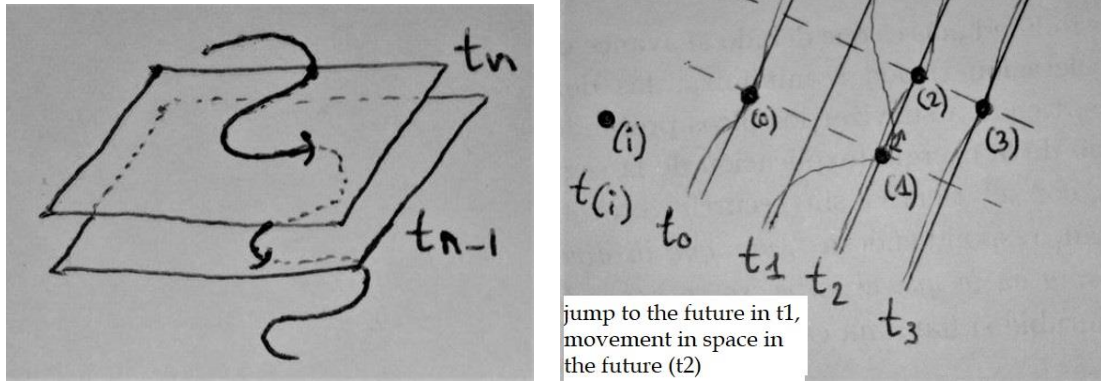 tn
tn-1
(i)
(0)
(1)
(2)
(3)
t(i)
t0
t1
t2
t3
jump to the future in t1,
movement in space in
the future (t2)